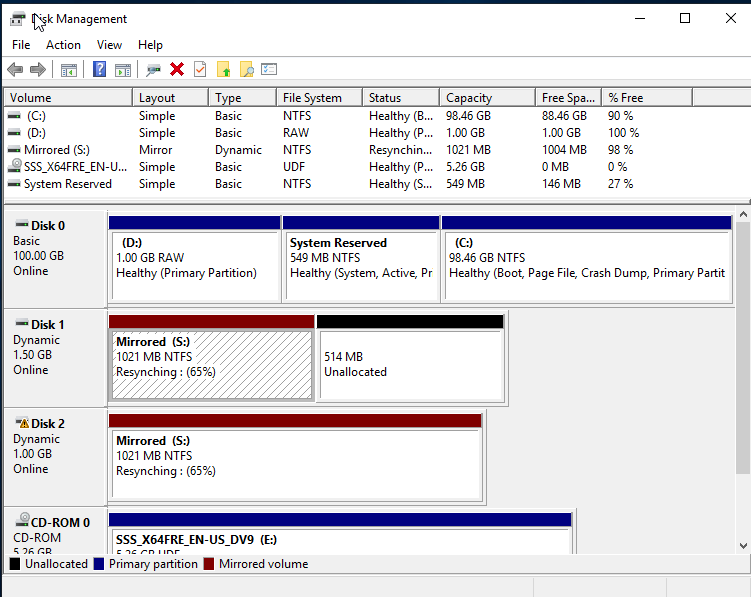 Disk Management
File Action View Help
Volume Layout Type File System Status Capacity Free Spa... % Free
(C:) Simple Basic NTFS Healthy (B... 98.46 GB 88.46 GB 90 %
(D:) Simple Basic RAW Healthy (P... 1.00 GB 1.00 GB 100 %
Mirrored (S:) Mirror Dynamic NTFS Resynchin... 1021 MB 1004 MB 98 %
SSS_X64FRE_EN-U... Simple Basic UDF Healthy (P... 5.26 GB 0 MB 0 %
System Reserved Simple Basic NTFS Healthy (S... 549 MB 146 MB 27 %
Disk 0
Basic
100.00 GB
Online
(D:)
1.00 GB RAW
Healthy (Primary Partition)
System Reserved
549 MB NTFS
Healthy (System, Active, Pr
(C:)
98.46 GB NTFS
Healthy (Boot, Page File, Crash Dump, Primary Partit
Disk 1
Dynamic
1.50 GB
Online
Mirrored (S:)
1021 MB NTFS
Resynching : (65%)
514 MB
Unallocated
Disk 2
Dynamic
1.00 GB
Online
Mirrored (S:)
1021 MB NTFS
Resynching : (65%)
CD-ROM 0
CD-ROM
5.26 GB
SSS_X64FRE_EN-US_DV9 (E:)
5.26 GB UDF
Unallocated Primary partition Mirrored volume